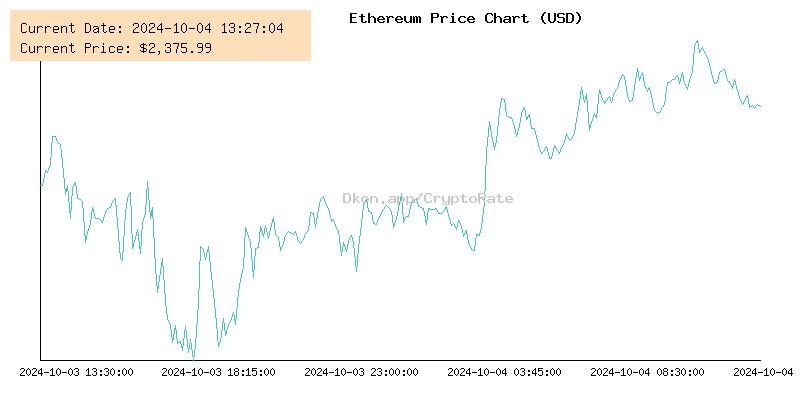 Ethereum Price Chart (USD)
Current Date: 2024-10-04 13:27:04
Current Price: $2,375.99
Dkon.app/CryptoRate
2024-10-03 13:30:00
2024-10-03 18:15:00
2024-10-03 23:00:00
2024-10-04 03:45:00
2024-10-04 08:30:00
2024-10-04